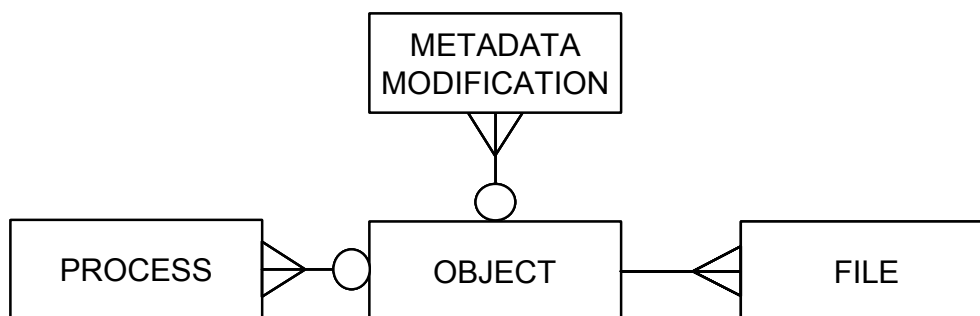 METADATA
MODIFICATION
PROCESS
OBJECT
FILE